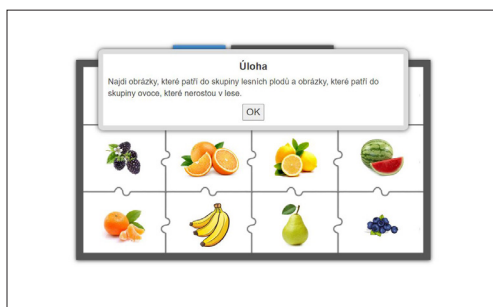 Úloha
Najdi obrázky, které patří do skupiny lesních plodů a obrázky, které patří do
skupiny ovoce, které nerostou v lese.
OK